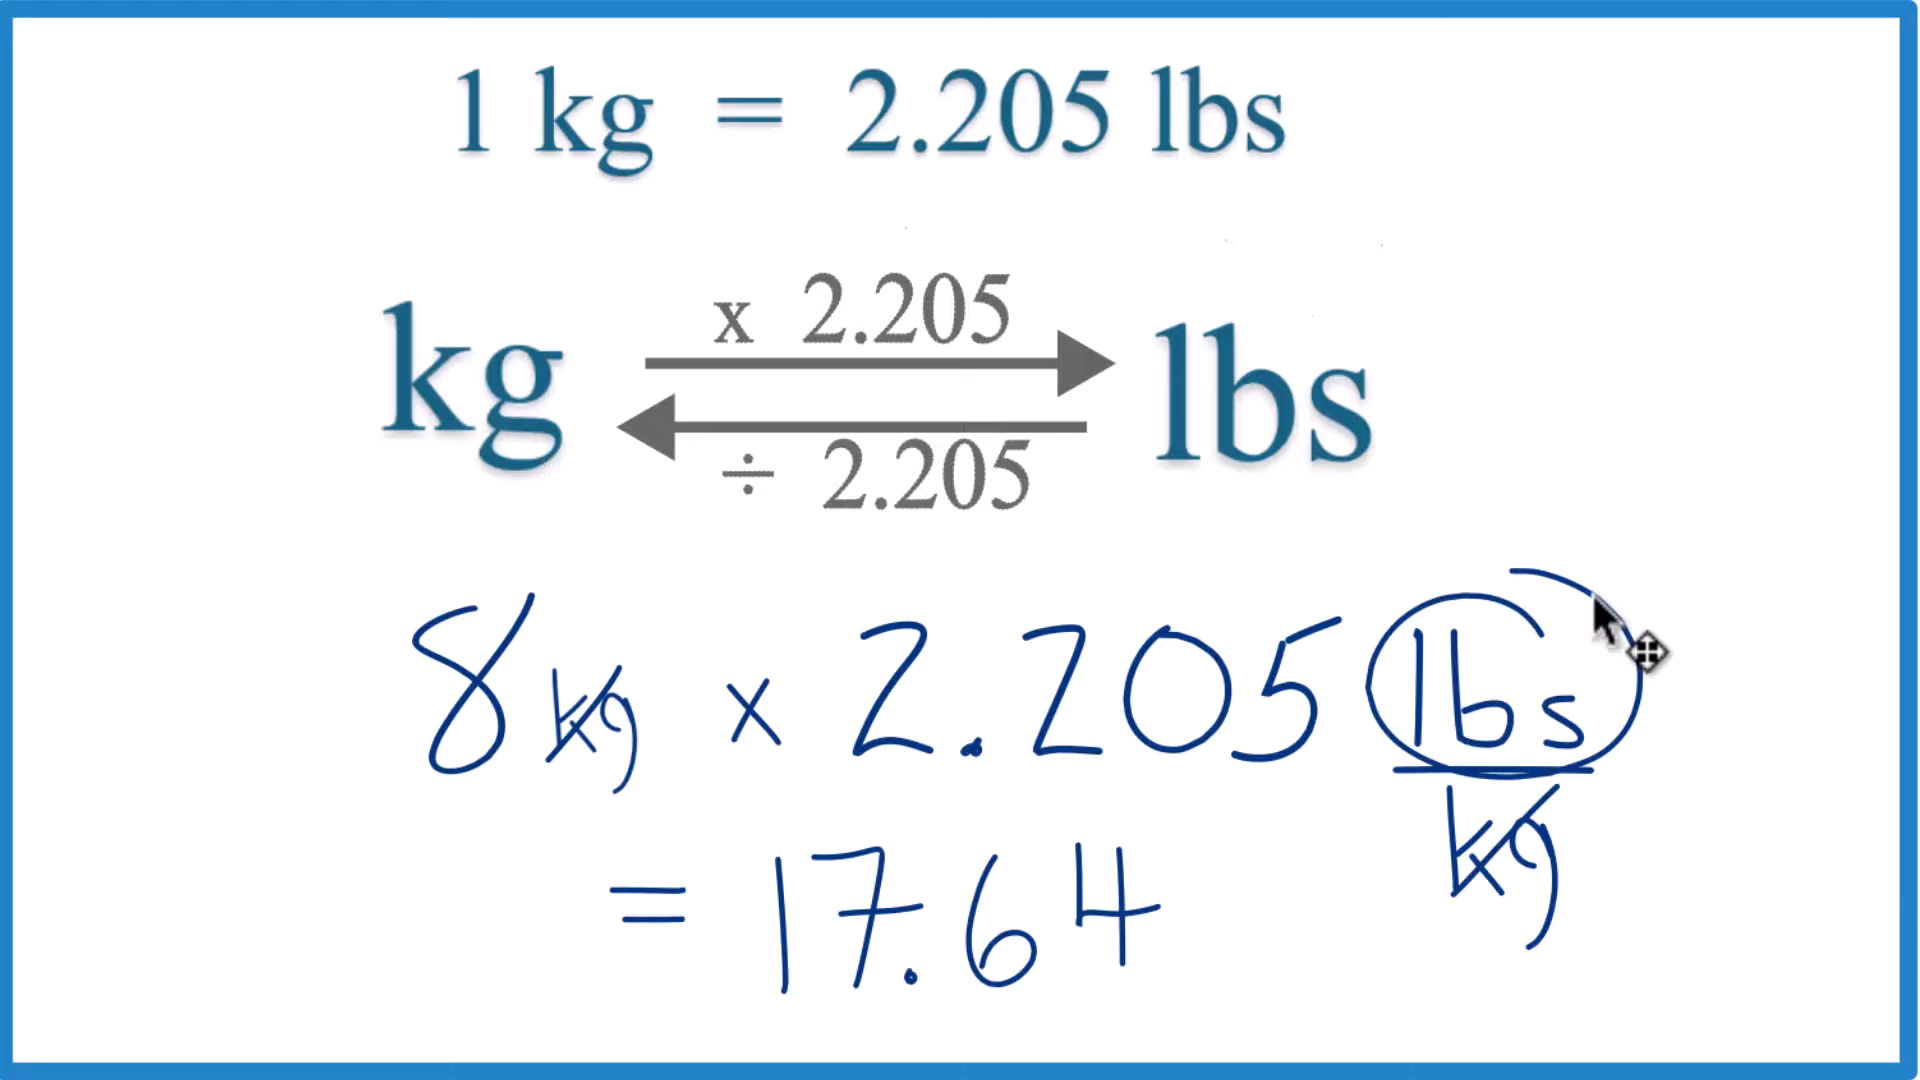 1 kg = 2.205 lbs
x 2.205
kg lbs
÷ 2.205
8 kg x 2.205 lbs
kg
= 17.64